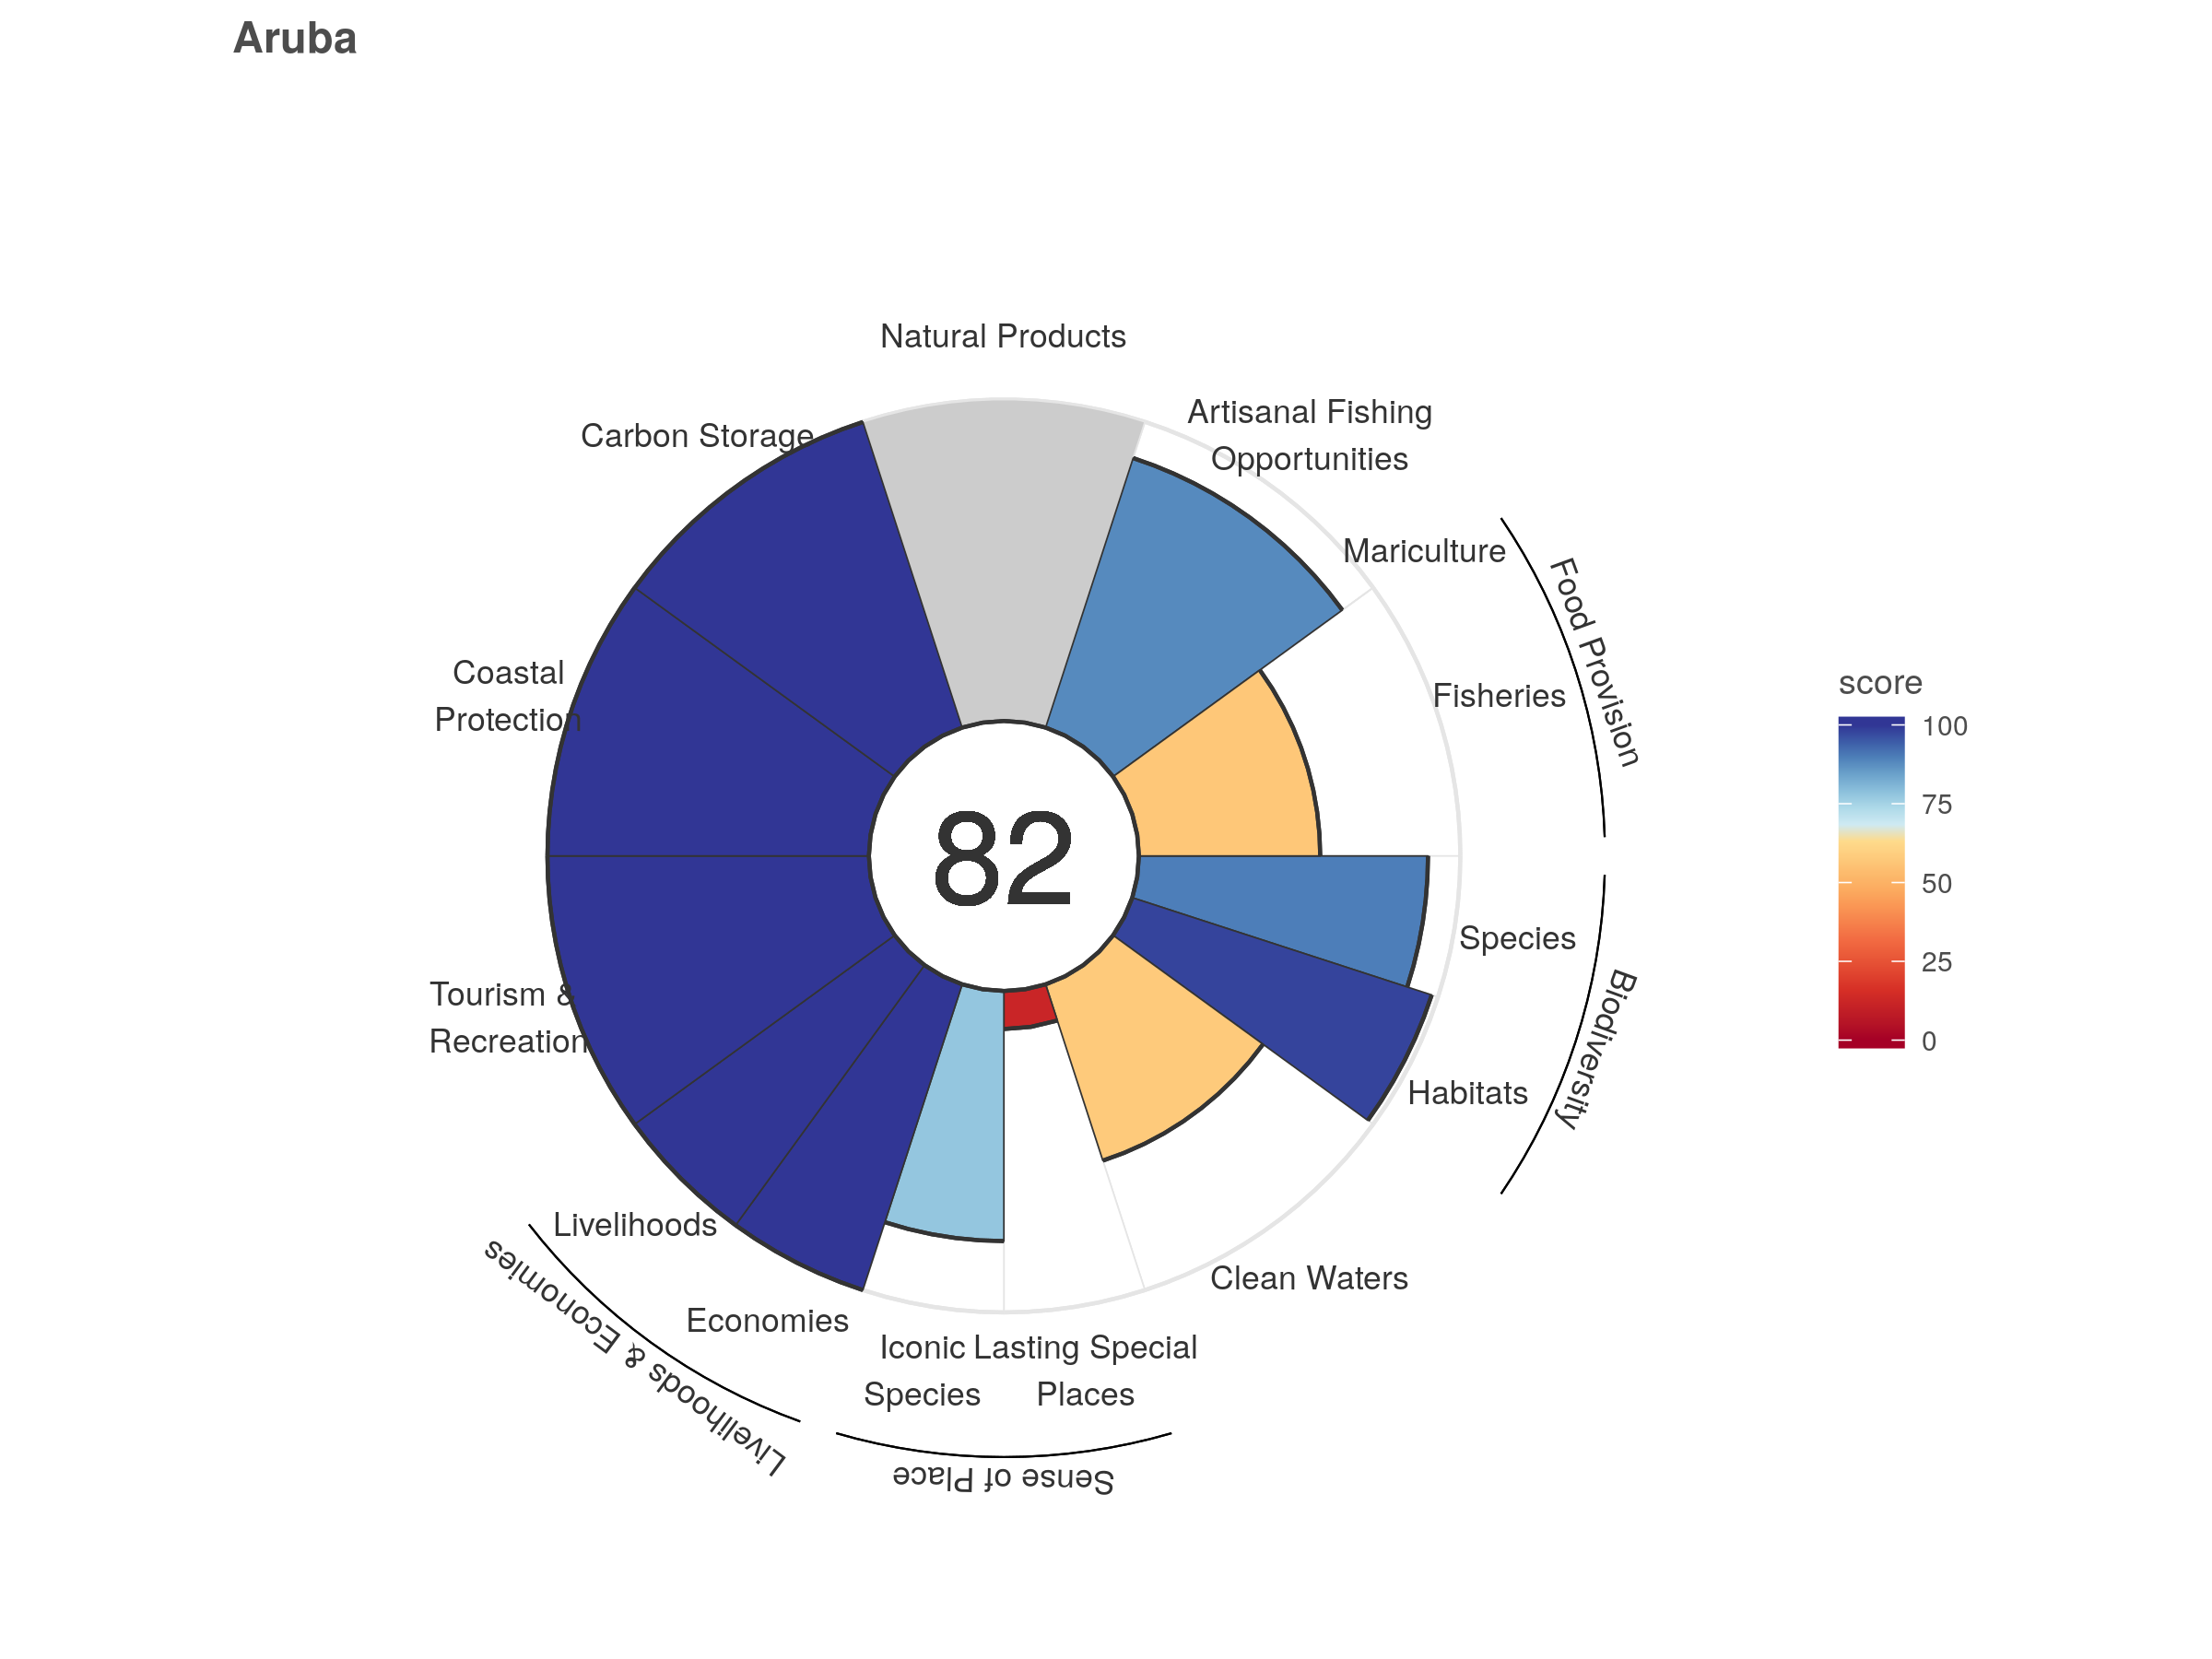 Aruba
Natural Products
Artisanal Fishing
Opportunities
Carbon Storage
Mariculture
Food Provision
Fisheries
Coastal
Protection
score
100
75
50
25
0
82
Species
Biodiversity
Tourism &
Recreation
Habitats
Livelihoods
Clean Waters
Economies
Livelihoods & Economies
Iconic
Species
Lasting Special
Places
Sense of Place